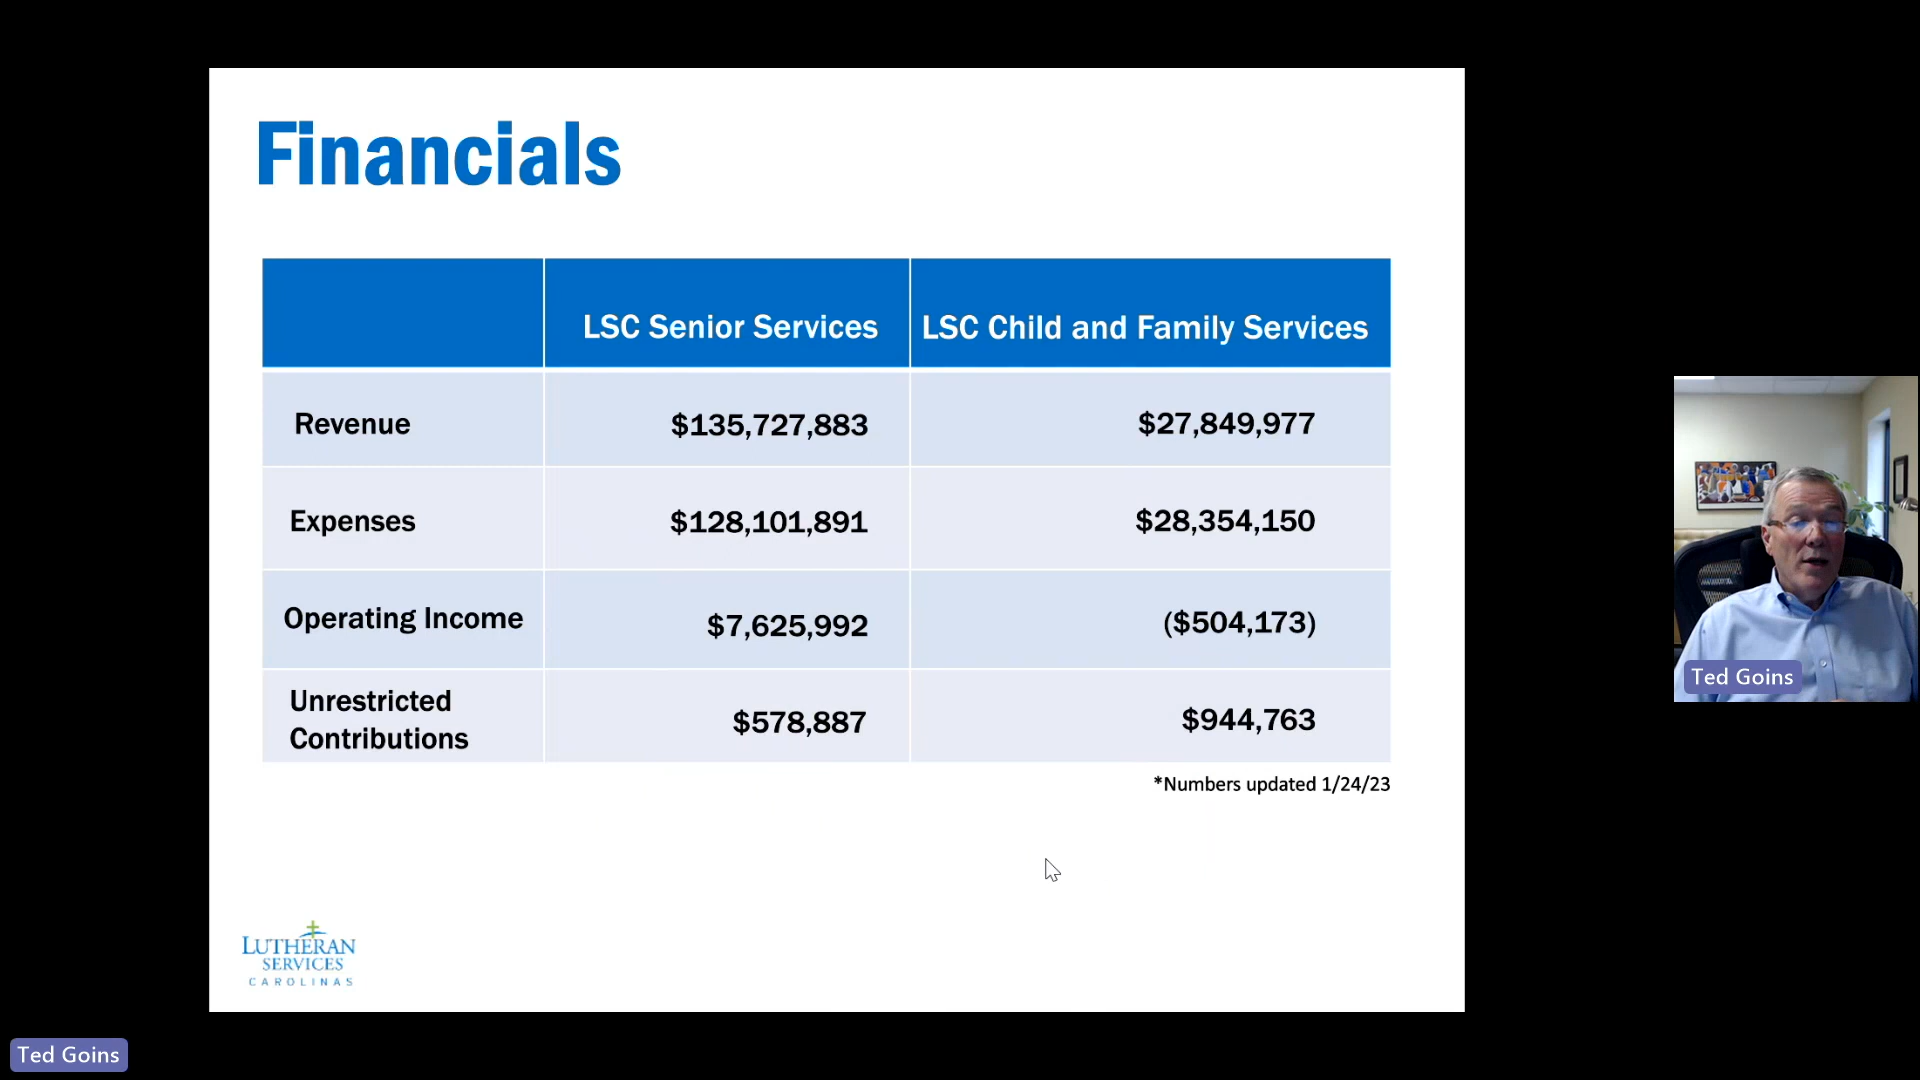 Financials
LSC Senior Services LSC Child and Family Services
Revenue $135,727,883 $27,849,977
Expenses $128,101,891 $28,354,150
Operating Income $7,625,992 ($504,173)
Unrestricted
Contributions $578,887 $944,763
*Numbers updated 1/24/23
LUTHERAN
SERVICES
CAROLINAS
Ted Goins
Ted Goins